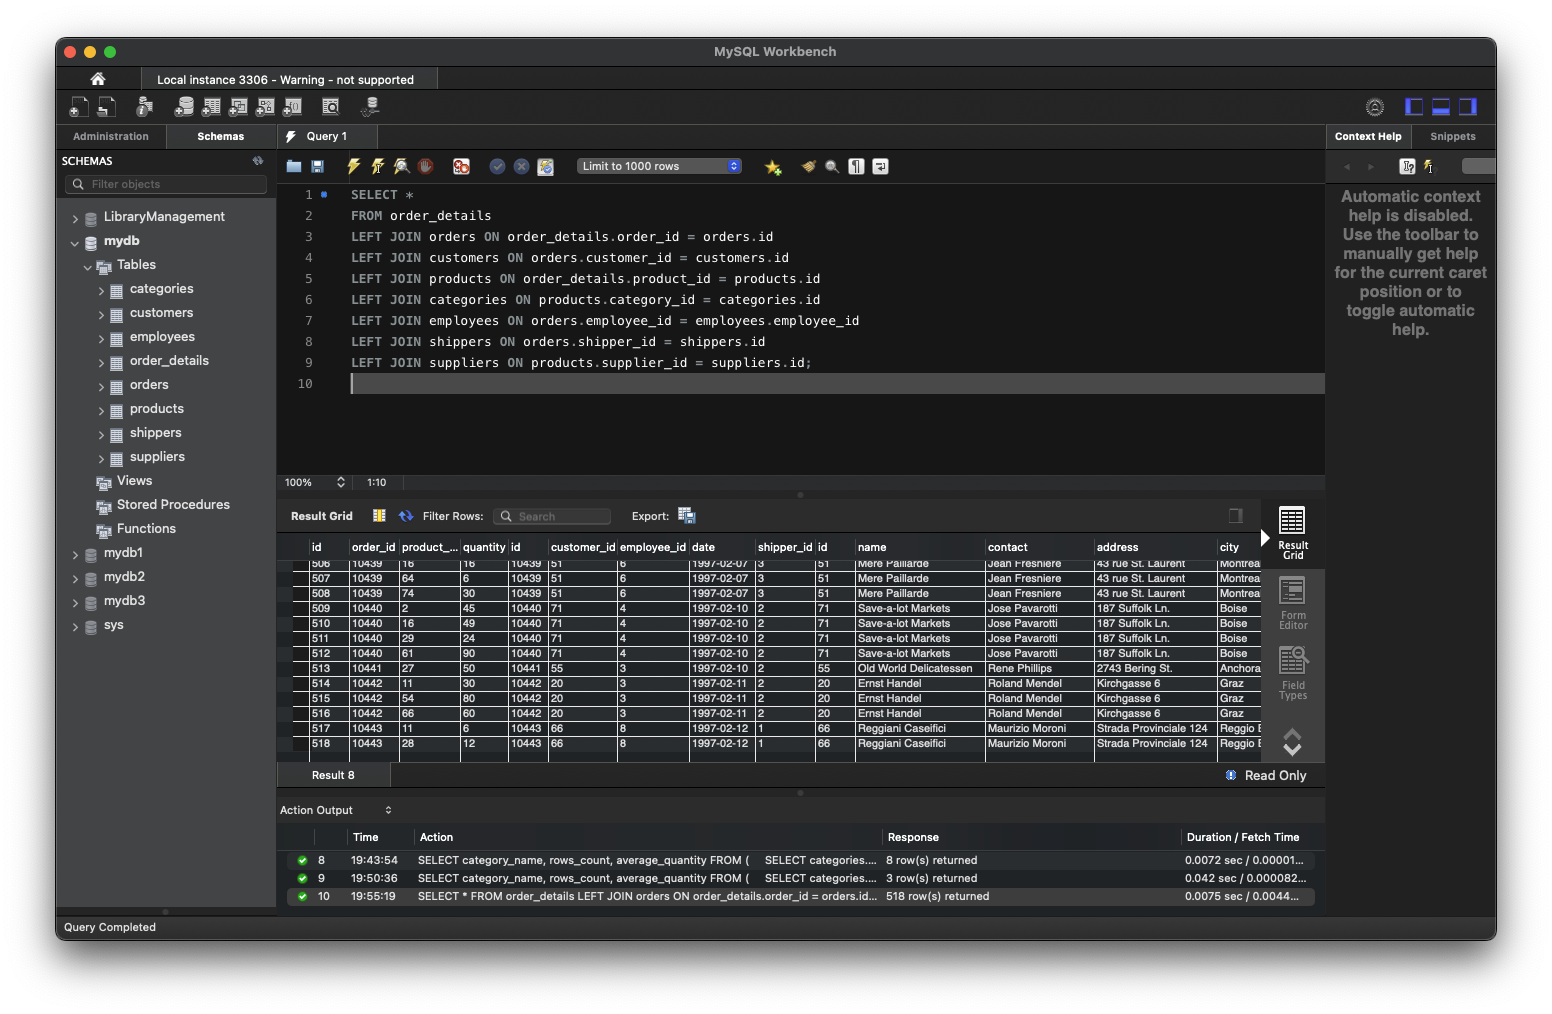 MySQL Workbench
Local instance 3306 - Warning - not supported
Administration Schemas
Query 1
Context Help Snippets
SCHEMAS
Filter objects
LibraryManagement
mydb
Tables
categories
customers
employees
order_details
orders
products
shippers
suppliers
Views
Stored Procedures
Functions
mydb1
mydb2
mydb3
sys
Limit to 1000 rows
1 SELECT *
2 FROM order_details
3 LEFT JOIN orders ON order_details.order_id = orders.id
4 LEFT JOIN customers ON orders.customer_id = customers.id
5 LEFT JOIN products ON order_details.product_id = products.id
6 LEFT JOIN categories ON products.category_id = categories.id
7 LEFT JOIN employees ON orders.employee_id = employees.employee_id
8 LEFT JOIN shippers ON orders.shipper_id = shippers.id
9 LEFT JOIN suppliers ON products.supplier_id = suppliers.id;
10
Automatic context
help is disabled.
Use the toolbar to
manually get help
for the current caret
position or to
toggle automatic
help.
100% 1:10
Result Grid Filter Rows: Search Export:
id order_id product_... quantity id customer_id employee_id date shipper_id id name contact address city
506 10439 16 16 10439 51 6 1997-02-07 3 51 Mere Paillarde Jean Fresniere 43 rue St. Laurent Montrea
507 10439 64 6 10439 51 6 1997-02-07 3 51 Mere Paillarde Jean Fresniere 43 rue St. Laurent Montrea
508 10439 74 30 10439 51 6 1997-02-07 3 51 Mere Paillarde Jean Fresniere 43 rue St. Laurent Montrea
509 10440 2 45 10440 71 4 1997-02-10 2 71 Save-a-lot Markets Jose Pavarotti 187 Suffolk Ln. Boise
510 10440 16 49 10440 71 4 1997-02-10 2 71 Save-a-lot Markets Jose Pavarotti 187 Suffolk Ln. Boise
511 10440 29 24 10440 71 4 1997-02-10 2 71 Save-a-lot Markets Jose Pavarotti 187 Suffolk Ln. Boise
512 10440 61 90 10440 71 4 1997-02-10 2 71 Save-a-lot Markets Jose Pavarotti 187 Suffolk Ln. Boise
513 10441 27 50 10441 55 3 1997-02-10 2 55 Old World Delicatessen Rene Phillips 2743 Bering St. Anchora
514 10442 11 30 10442 20 3 1997-02-11 2 20 Ernst Handel Roland Mendel Kirchgasse 6 Graz
515 10442 54 80 10442 20 3 1997-02-11 2 20 Ernst Handel Roland Mendel Kirchgasse 6 Graz
516 10442 66 60 10442 20 3 1997-02-11 2 20 Ernst Handel Roland Mendel Kirchgasse 6 Graz
517 10443 11 6 10443 66 8 1997-02-12 1 66 Reggiani Caseifici Maurizio Moroni Strada Provinciale 124 Reggio E
518 10443 28 12 10443 66 8 1997-02-12 1 66 Reggiani Caseifici Maurizio Moroni Strada Provinciale 124 Reggio E
Result
Grid
Form
Editor
Field
Types
Result 8 Read Only
Action Output
Time Action Response Duration / Fetch Time
8 19:43:54 SELECT category_name, rows_count, average_quantity FROM ( SELECT categories.... 8 row(s) returned 0.0072 sec / 0.00001...
9 19:50:36 SELECT category_name, rows_count, average_quantity FROM ( SELECT categories.... 3 row(s) returned 0.042 sec / 0.000082...
10 19:55:19 SELECT * FROM order_details LEFT JOIN orders ON order_details.order_id = orders.id... 518 row(s) returned 0.0075 sec / 0.0044...
Query Completed